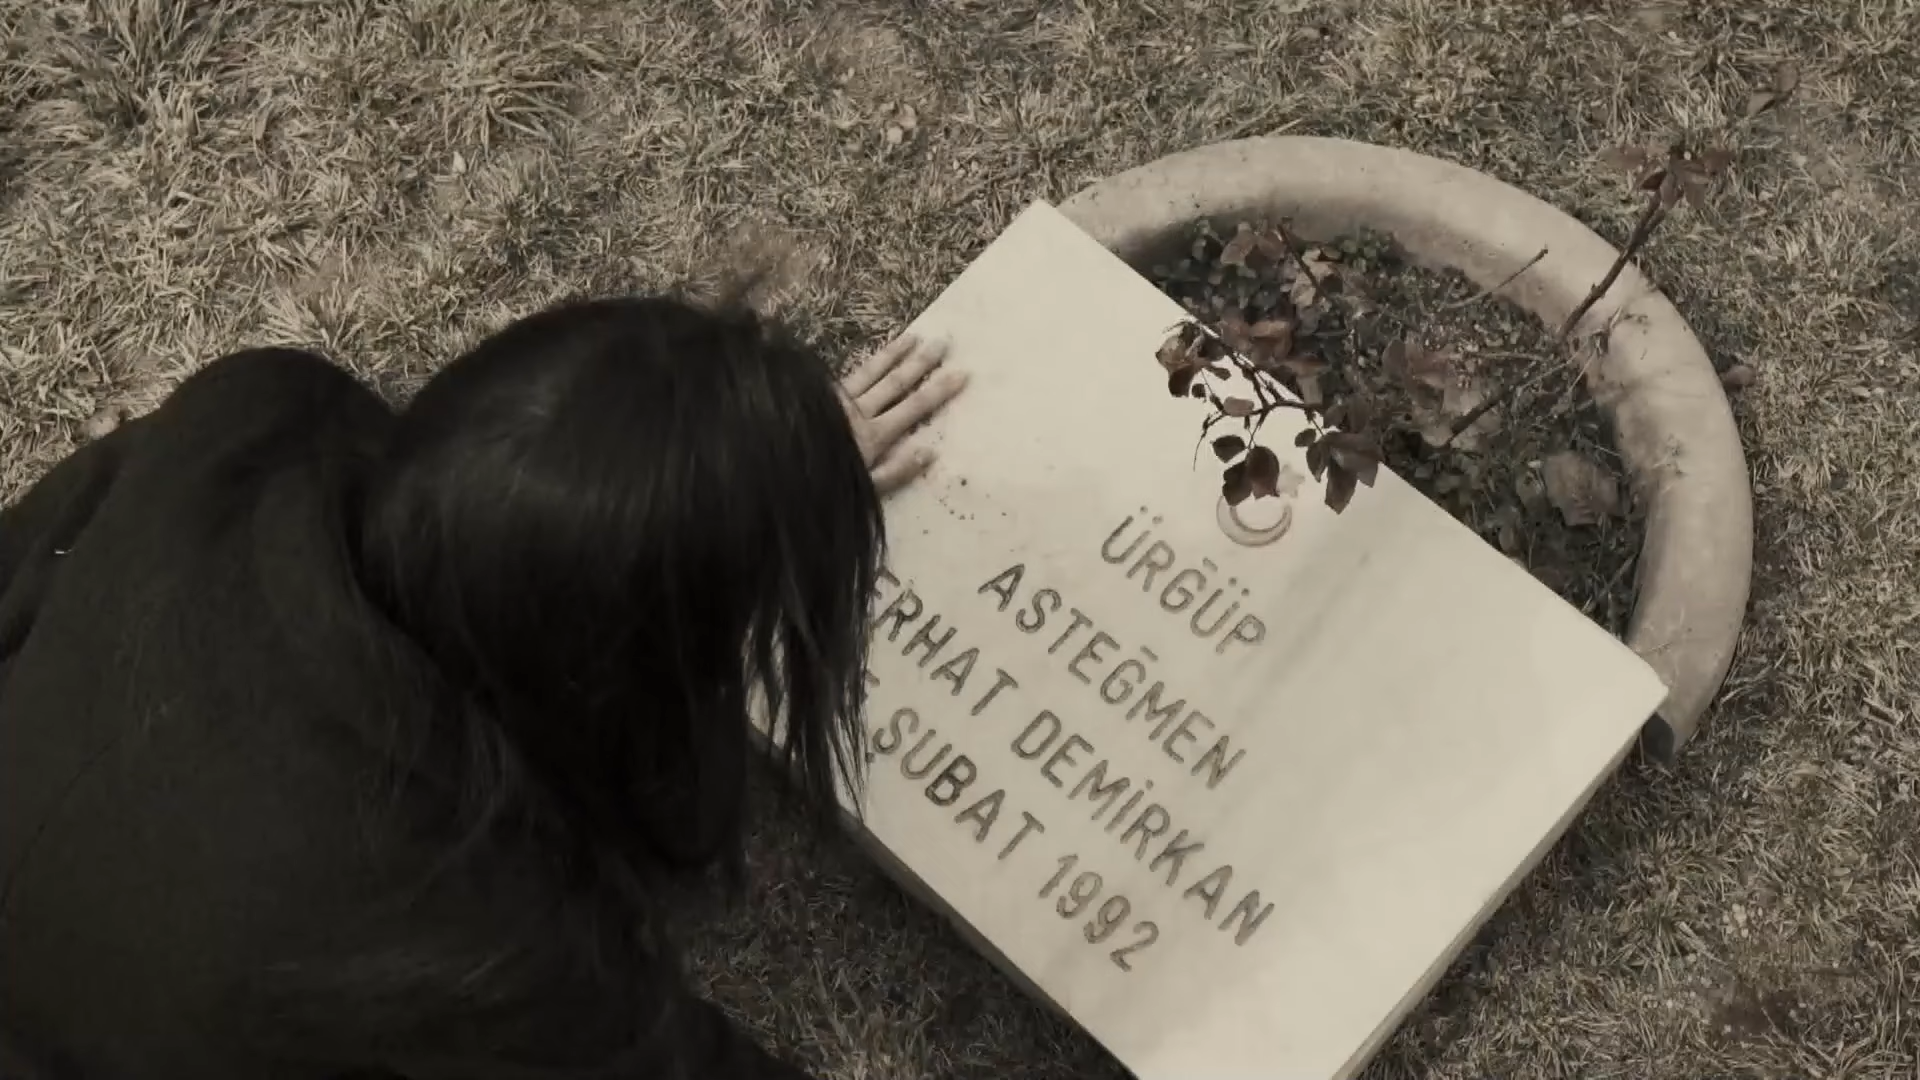 ÜRGÜP
ASTEĞMEN
ERHAT DEMİRKAN
ŞUBAT 1992